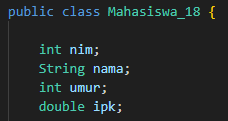 public class Mahasiswa_18 {
int nim;
String nama;
int umur;
double ipk;